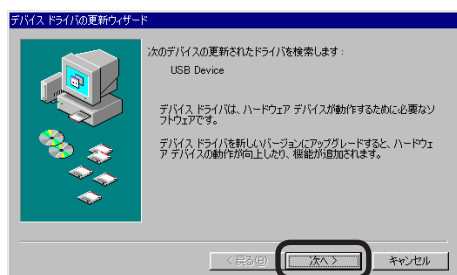 デバイス ドライバの更新ウィザード
次のデバイスの更新されたドライバを検索します :
USB Device
デバイス ドライバは、ハードウェア デバイスが動作するために必要なソ
フトウェアです。
デバイス ドライバを新しいバージョンにアップグレードすると、ハードウェ
ア デバイスの動作が向上したり、機能が追加されます。
< 戻る(B)
次へ >
キャンセル